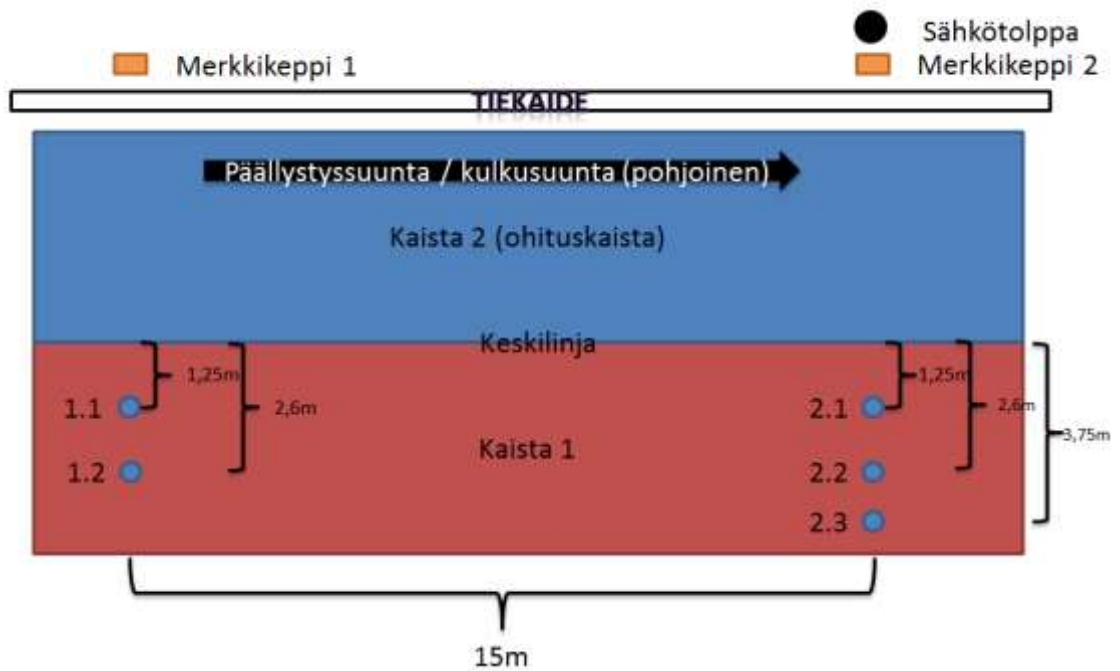 Sähkötolppa
Merkkikeppi 1
Merkkikeppi 2
TIEKAIDE
Päällystyssuunta / kulkusuunta (pohjoinen)
Kaista 2 (ohituskaista)
Keskilinja
1,25m
1,25m
1.1
2,6m
2.1
2,6m
3,75m
Kaista 1
1.2
2.2
2.3
15m